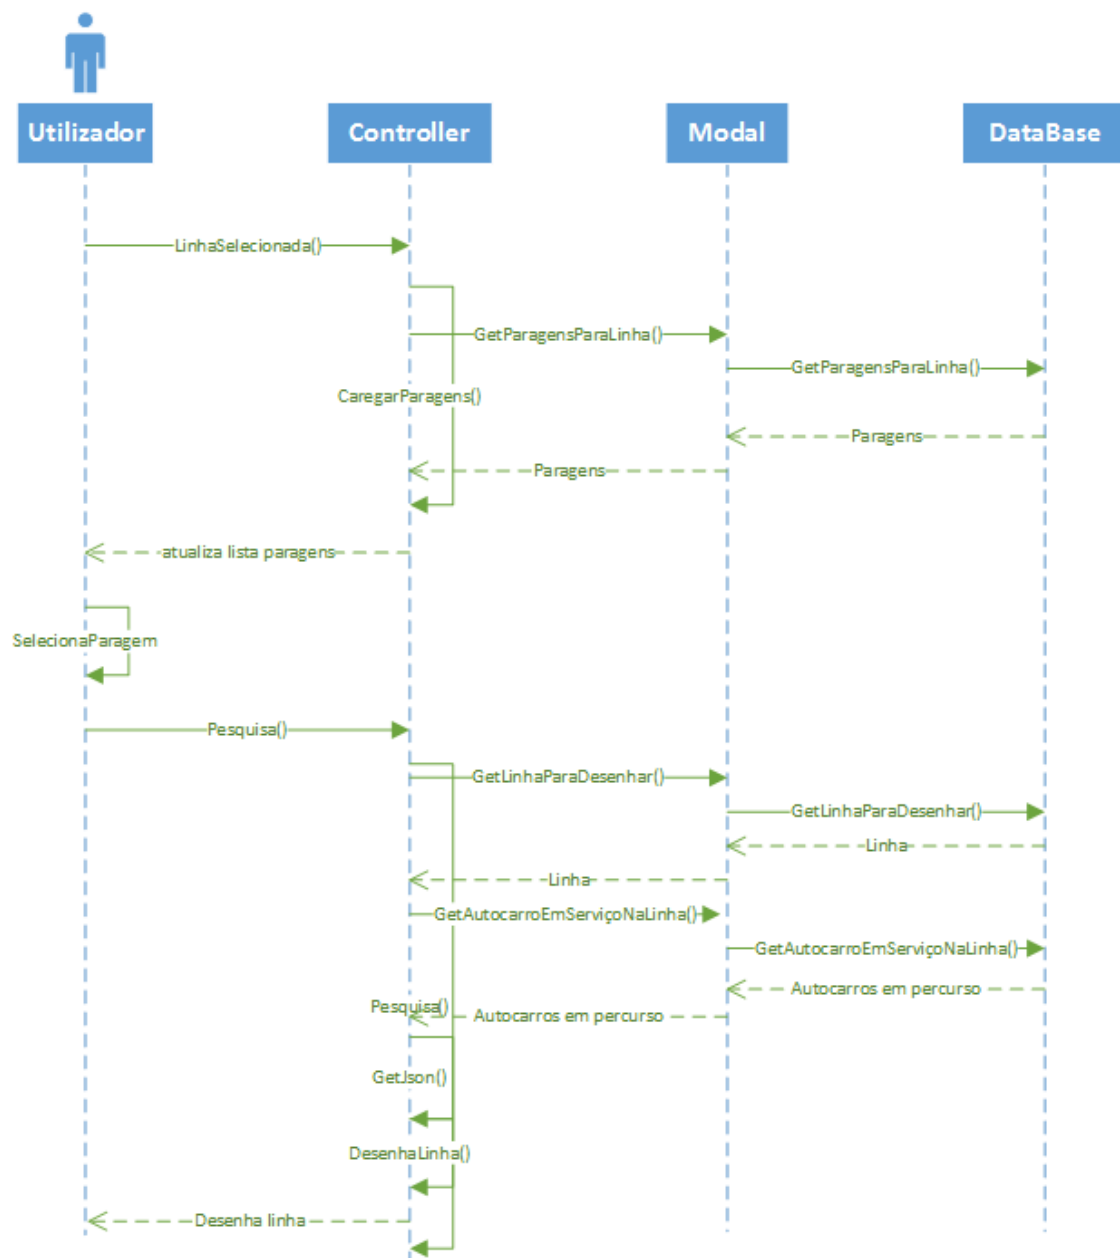 Utilizador
Controller
Modal
DataBase
LinhaSelecionada()
GetParagensParaLinha()
GetParagensParaLinha()
CaregarParagens()
Paragens
Paragens
atualiza lista paragens
SelecionaParagem
Pesquisa()
GetLinhaParaDesenhar()
GetLinhaParaDesenhar()
Linha
Linha
GetAutocarroEmServiçoNaLinha()
GetAutocarroEmServiçoNaLinha()
Autocarros em percurso
Pesquisa()
Autocarros em percurso
GetJson()
DesenhaLinha()
Desenha linha